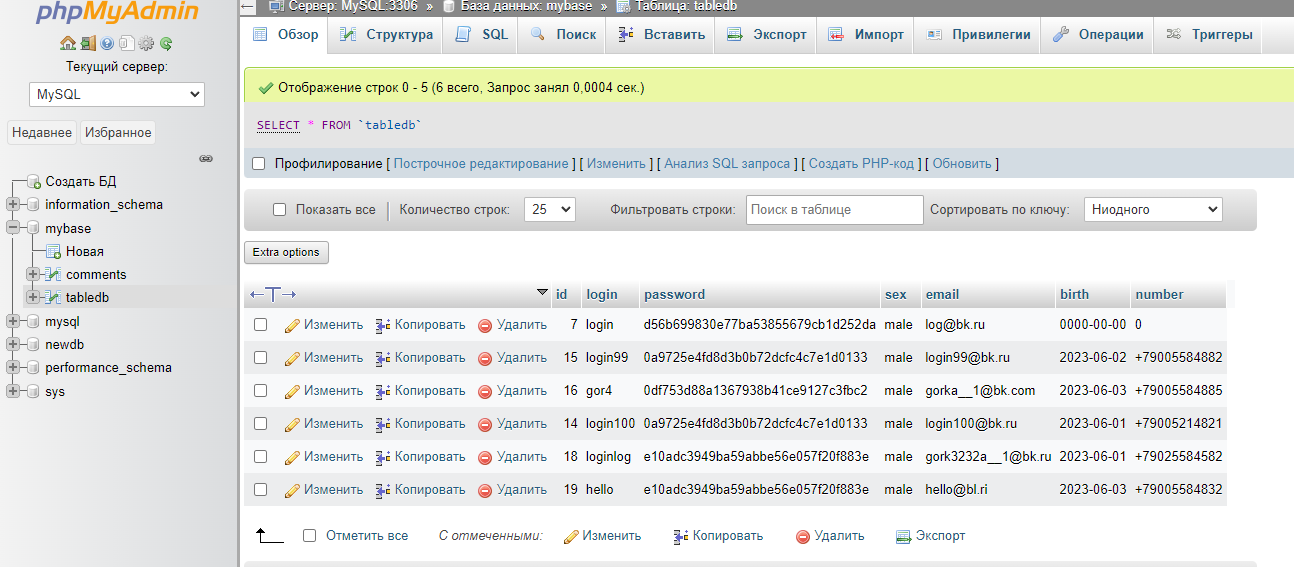 phpMyAdmin
Текущий сервер:
MySQL
Недавнее Избранное
Создать БД
information_schema
mybase
Новая
comments
tabledb
mysql
newdb
performance_schema
sys
Сервер: MySQL:3306 » База данных: mybase » Таблица: tabledb
Обзор Структура SQL Поиск Вставить Экспорт Импорт Привилегии Операции Триггеры
Отображение строк 0 - 5 (6 всего, Запрос занял 0,0004 сек.)
SELECT * FROM `tabledb`
Профилирование [ Построчное редактирование ] [ Изменить ] [ Анализ SQL запроса ] [ Создать PHP-код ] [ Обновить ]
Показать все Количество строк: 25 Фильтровать строки: Поиск в таблице Сортировать по ключу: Ниодного
Extra options
id login password sex email birth number
Изменить Копировать Удалить 7 login d56b699830e77ba53855679cb1d252da male log@bk.ru 0000-00-00 0
Изменить Копировать Удалить 15 login99 0a9725e4fd8d3b0b72dcfc4c7e1d0133 male login99@bk.ru 2023-06-02 +79005584882
Изменить Копировать Удалить 16 gor4 0df753d88a1367938b41ce9127c3fbc2 male gorka__1@bk.com 2023-06-03 +79005584885
Изменить Копировать Удалить 14 login100 0a9725e4fd8d3b0b72dcfc4c7e1d0133 male login100@bk.ru 2023-06-01 +79005214821
Изменить Копировать Удалить 18 loginlog e10adc3949ba59abbe56e057f20f883e male gork3232a__1@bk.ru 2023-06-01 +79025584582
Изменить Копировать Удалить 19 hello e10adc3949ba59abbe56e057f20f883e male hello@bl.ri 2023-06-03 +79005584832
Отметить все С отмеченными: Изменить Копировать Удалить Экспорт